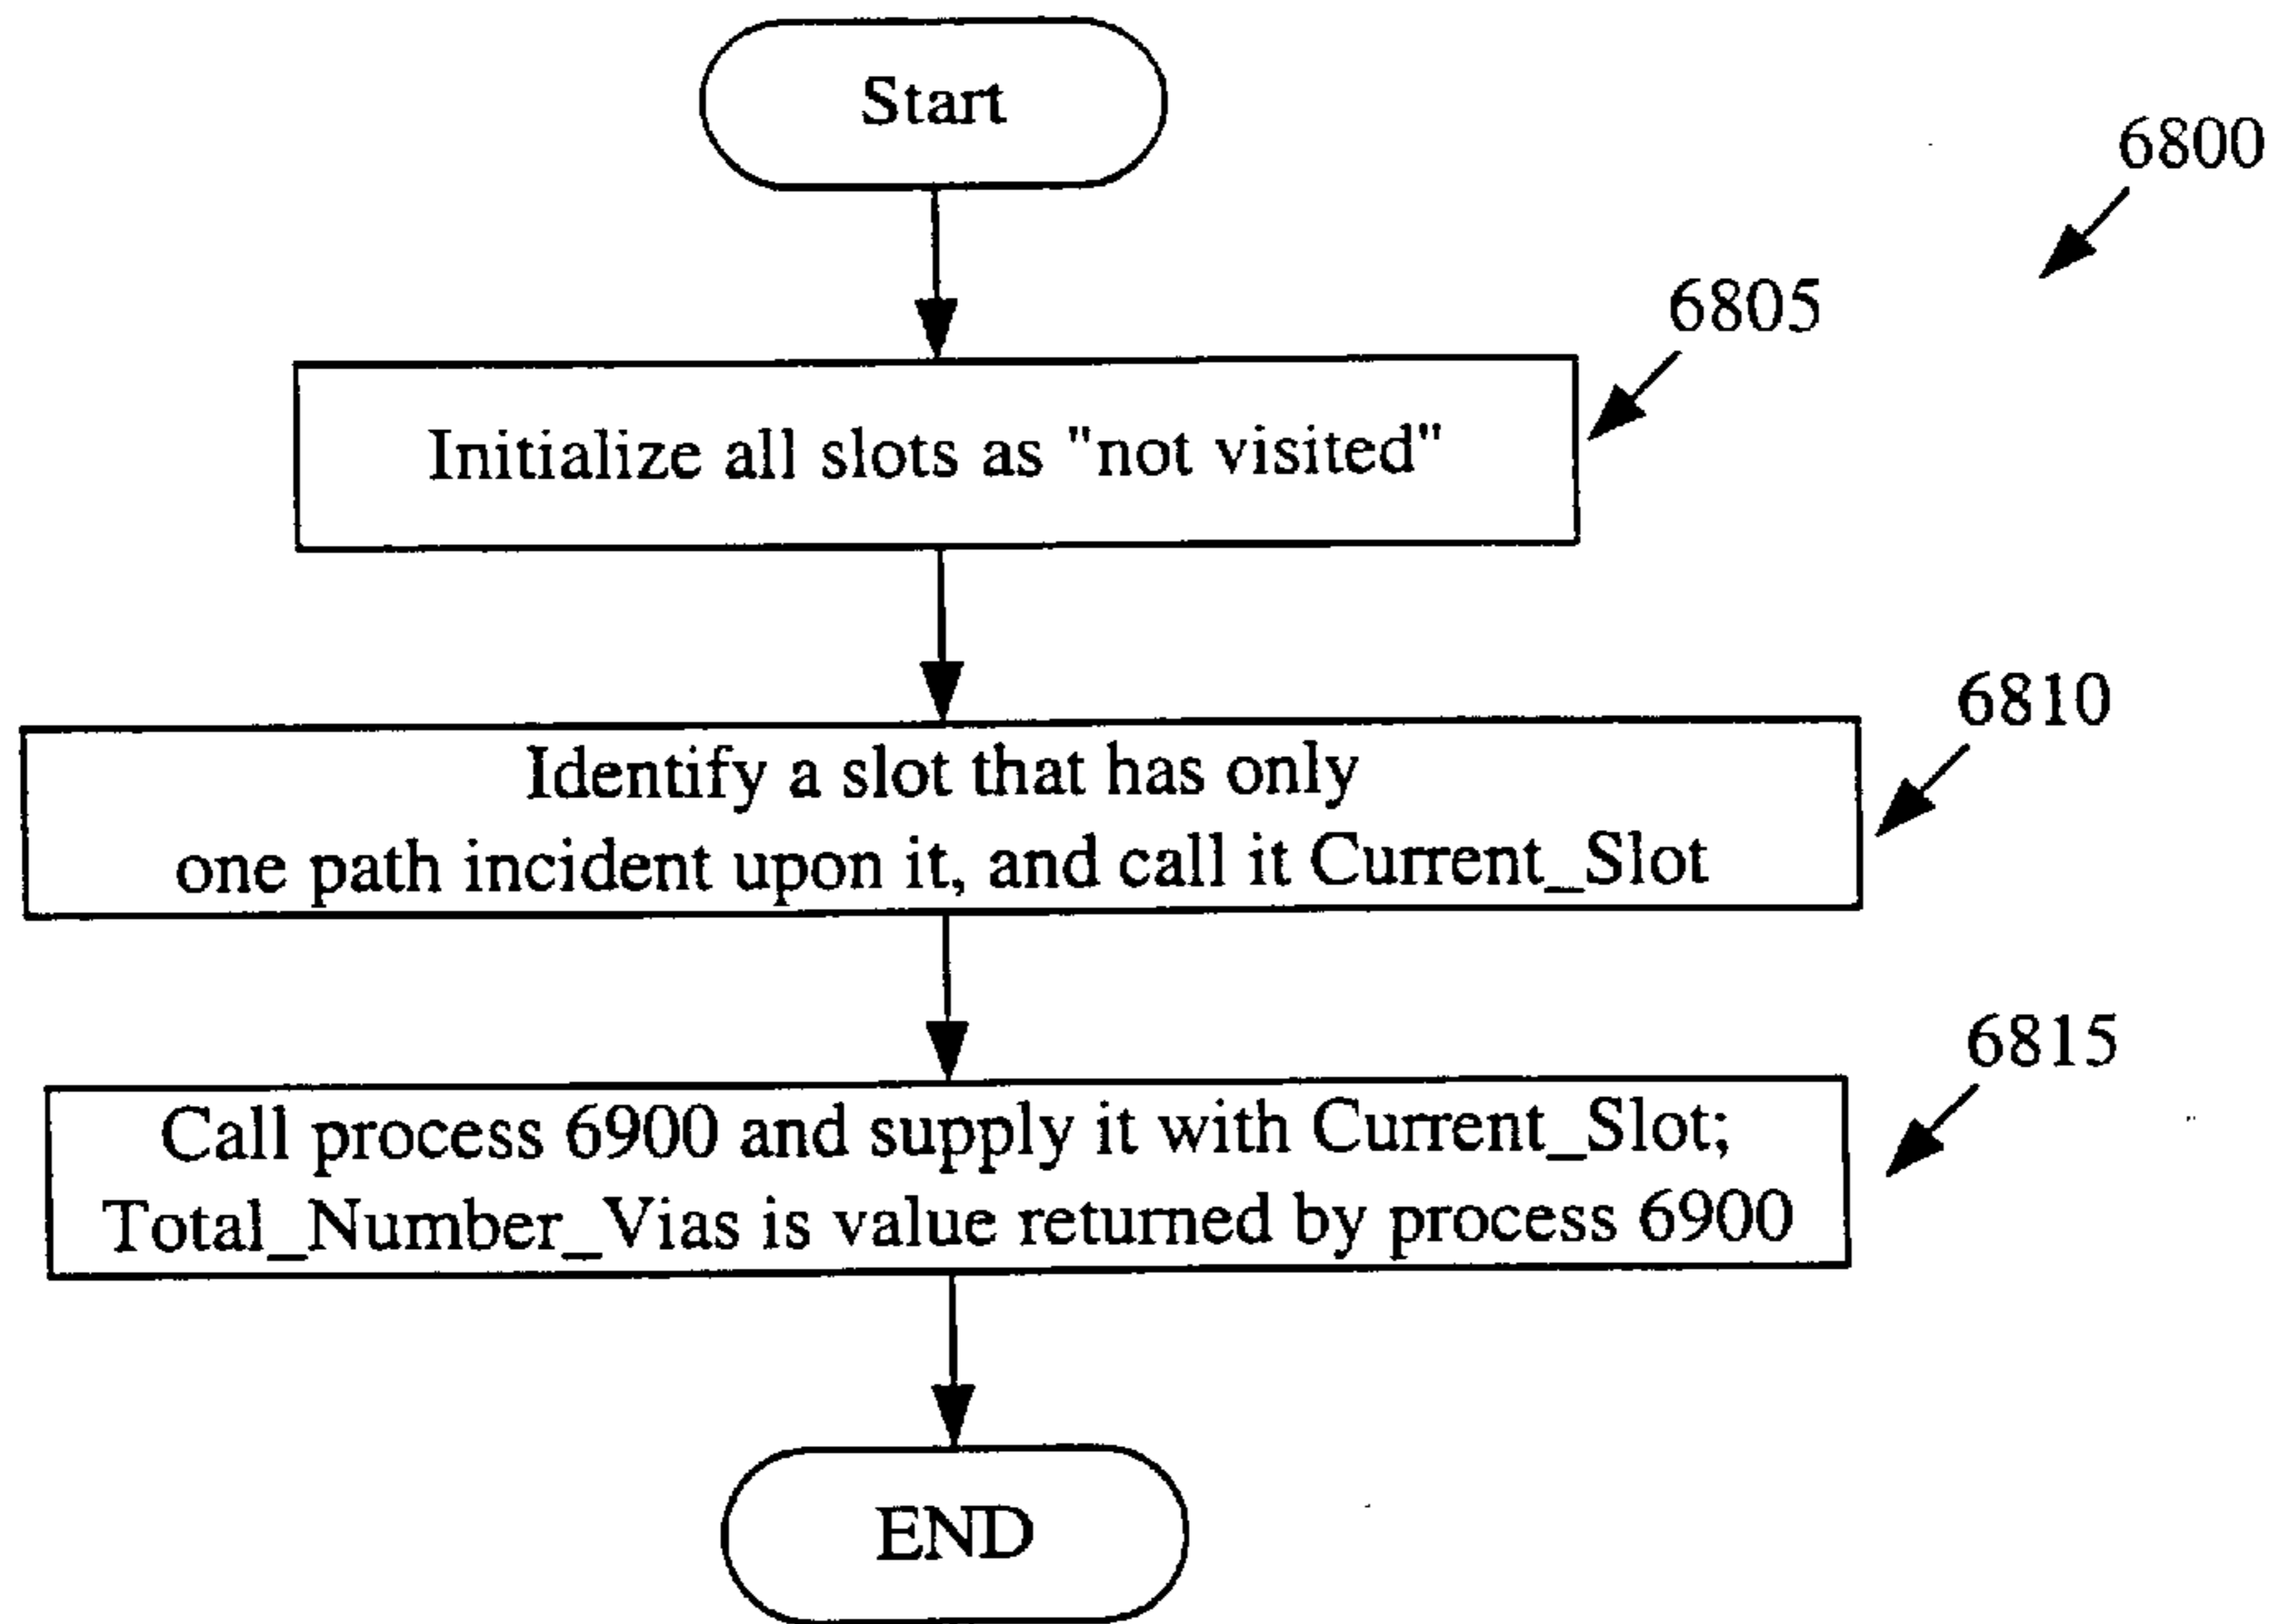 Start
6800
6805
Initialize all slots as "not visited"
6810
Identify a slot that has only
one path incident upon it, and call it Current_Slot
6815
Call process 6900 and supply it with Current_Slot;
Total_Number_Vias is value returned by process 6900
END